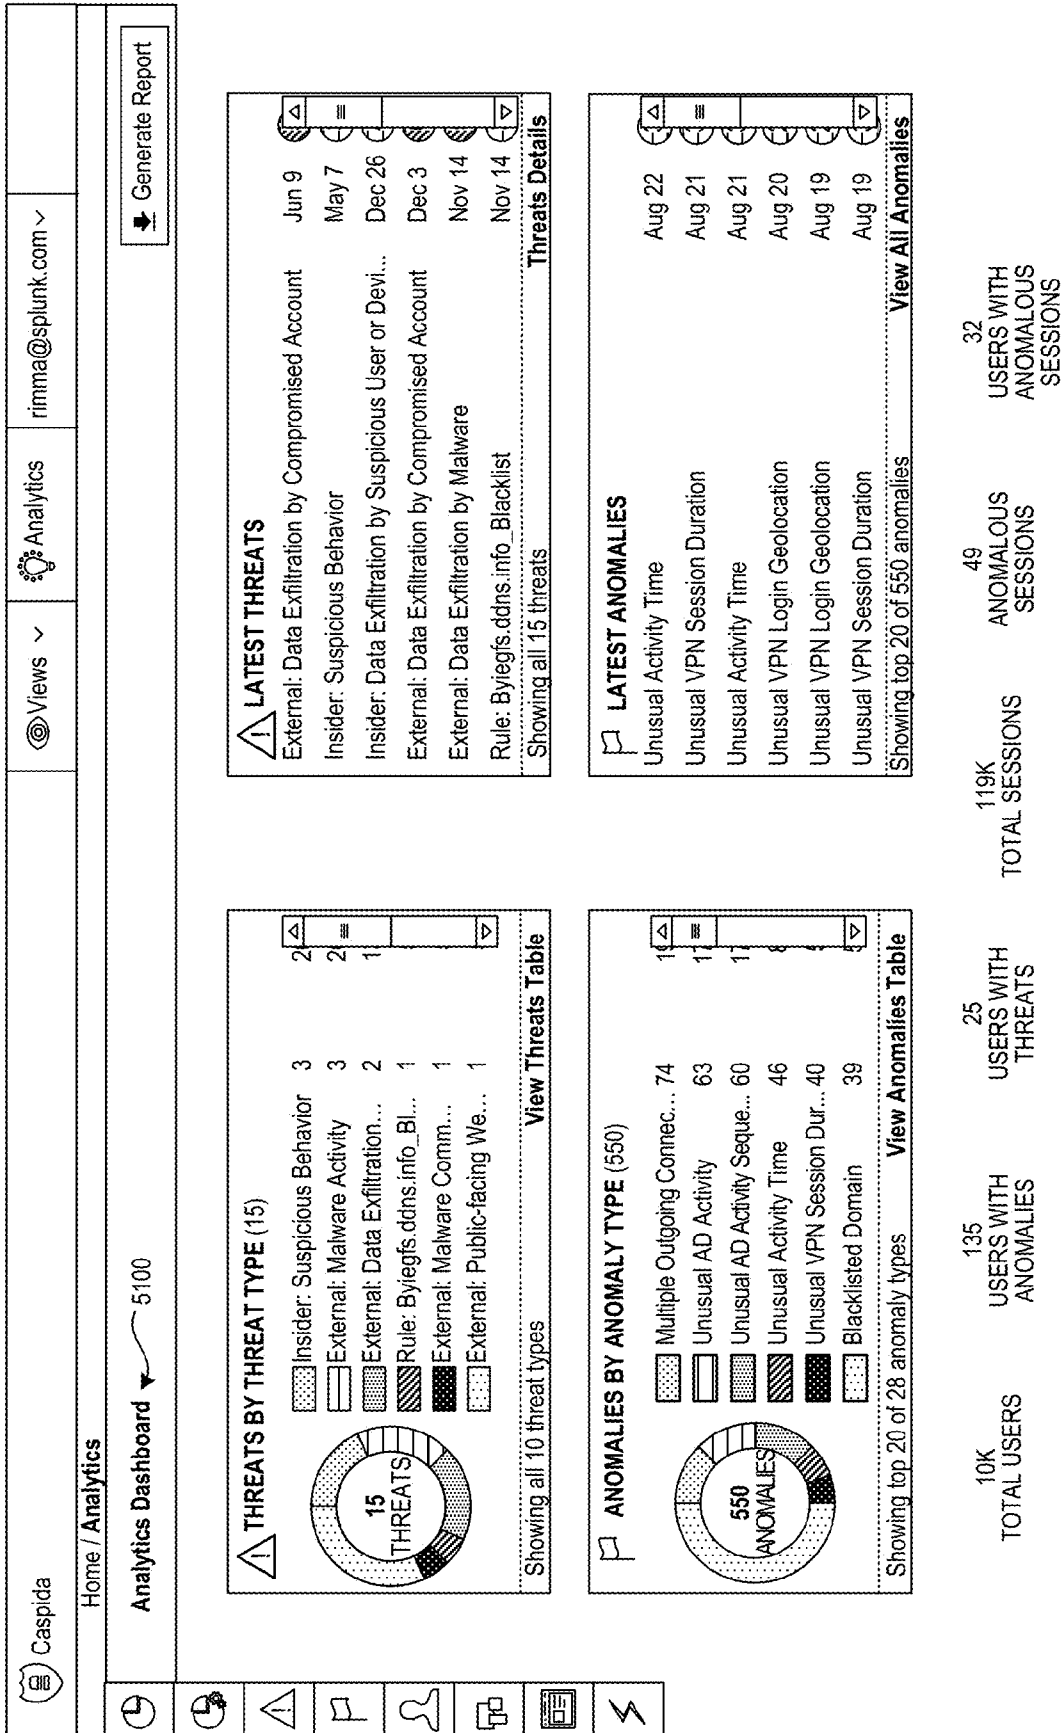 Caspida
Views
Analytics
rimma@splunk.com
Home / Analytics
Analytics Dashboard
5100
Generate Report
THREATS BY THREAT TYPE (15)
15
THREATS
Insider: Suspicious Behavior 3
External: Malware Activity 3
External: Data Exfiltration... 2
Rule: Byiegfs.ddns.info_Bl... 1
External: Malware Comm... 1
External: Public-facing We... 1
Showing all 10 threat types
View Threats Table
LATEST THREATS
External: Data Exfiltration by Compromised Account Jun 9
Insider: Suspicious Behavior May 7
Insider: Data Exfiltration by Suspicious User or Devi... Dec 26
External: Data Exfiltration by Compromised Account Dec 3
External: Data Exfiltration by Malware Nov 14
Rule: Byiegfs.ddns.info_Blacklist Nov 14
Showing all 15 threats
Threats Details
ANOMALIES BY ANOMALY TYPE (550)
550
ANOMALIES
Multiple Outgoing Connec... 74
Unusual AD Activity 63
Unusual AD Activity Seque... 60
Unusual Activity Time 46
Unusual VPN Session Dur... 40
Blacklisted Domain 39
Showing top 20 of 28 anomaly types
View Anomalies Table
LATEST ANOMALIES
Unusual Activity Time Aug 22
Unusual VPN Session Duration Aug 21
Unusual Activity Time Aug 21
Unusual VPN Login Geolocation Aug 20
Unusual VPN Login Geolocation Aug 19
Unusual VPN Session Duration Aug 19
Showing top 20 of 550 anomalies
View All Anomalies
10K
TOTAL USERS
135
USERS WITH
ANOMALIES
25
USERS WITH
THREATS
119K
TOTAL SESSIONS
49
ANOMALOUS
SESSIONS
32
USERS WITH
ANOMALOUS
SESSIONS